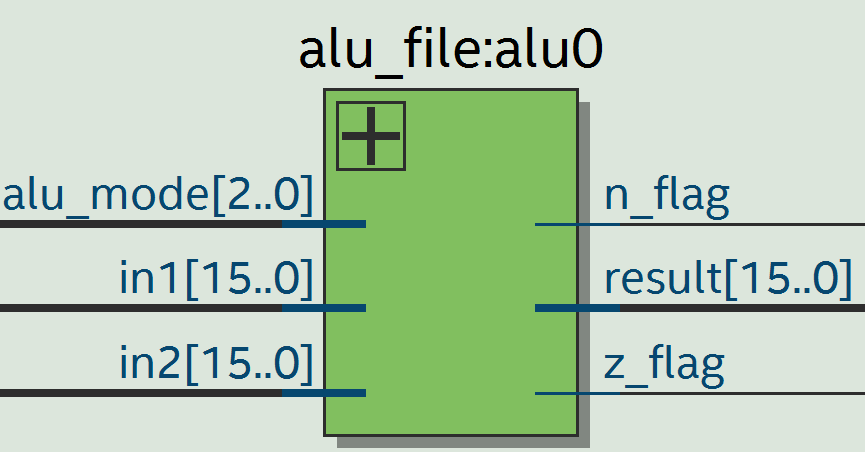 alu_file:alu0
alu_mode[2..0]
in1[15..0]
in2[15..0]
n_flag
result[15..0]
z_flag